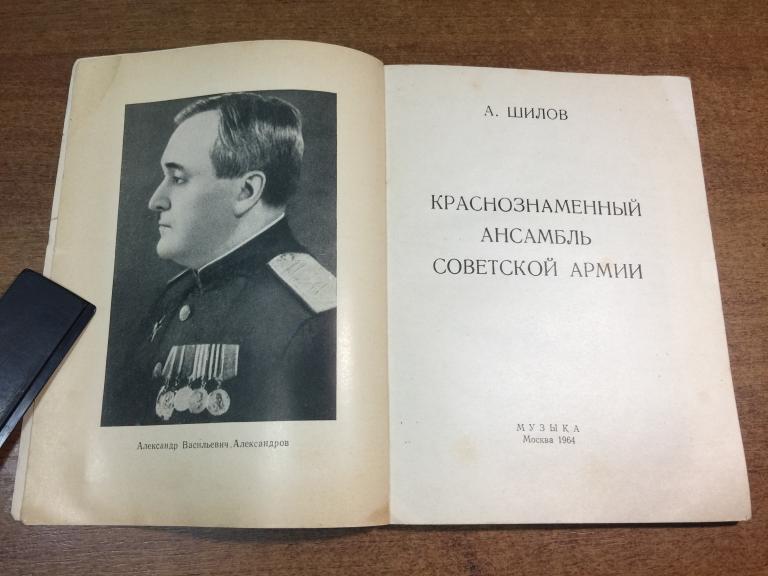 Александр Васильевич Александров
А. ШИЛОВ
КРАСНОЗНАМЕННЫЙ
АНСАМБЛЬ
СОВЕТСКОЙ АРМИИ
МУЗЫКА
Москва 1964